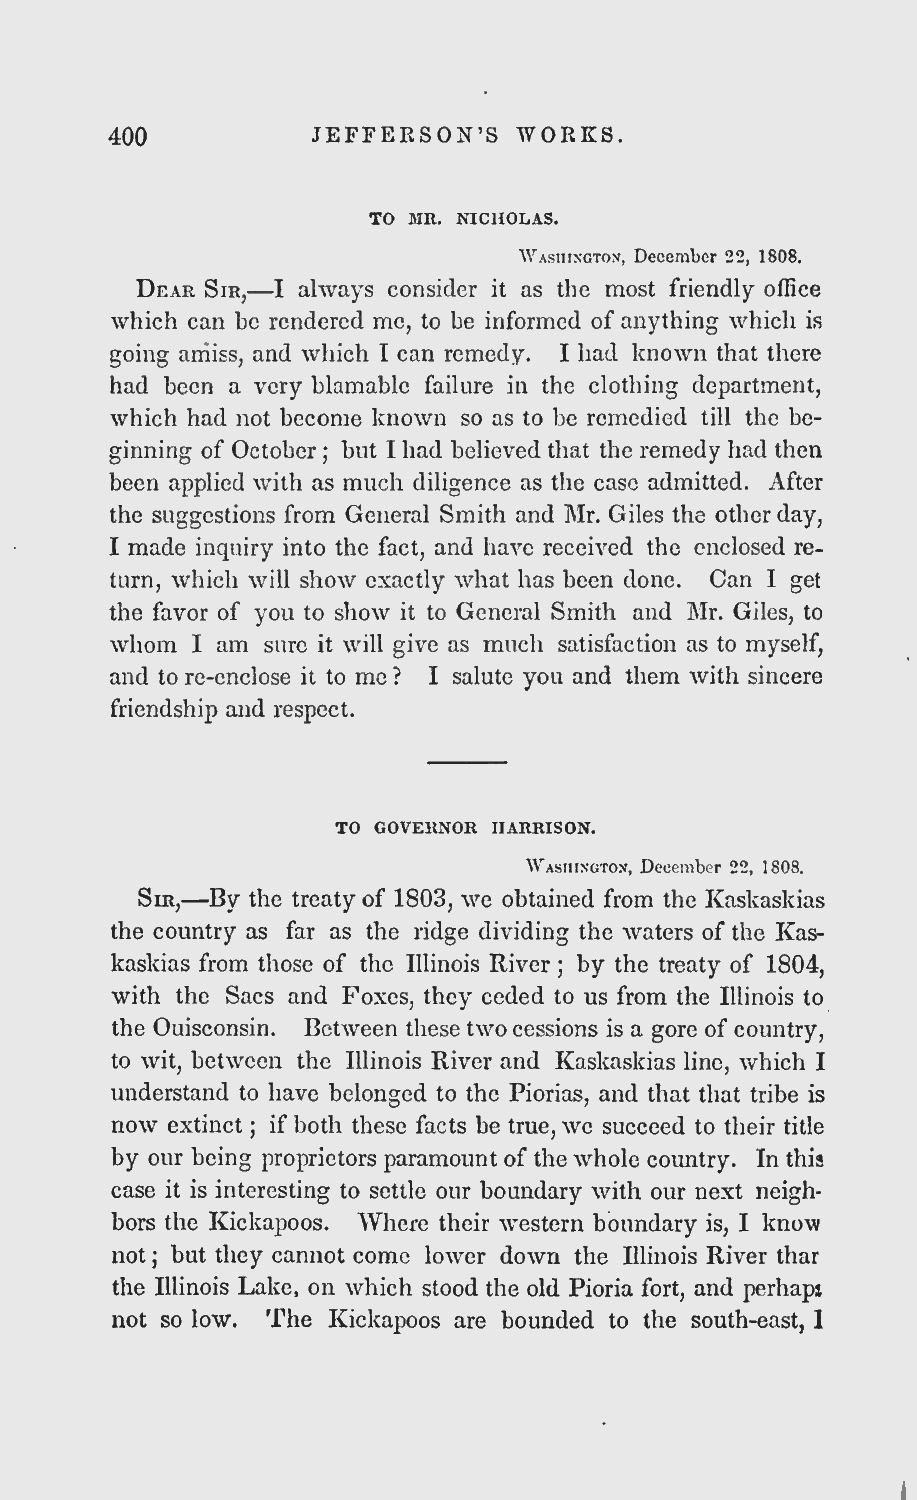 400 JEFFERSON'S WORKS.
TO MR. NICHOLAS.
WASHINGTON, December 22, 1808.
DEAR SIR,—I always consider it as the most friendly office
which can be rendered me, to be informed of anything which is
going amiss, and which I can remedy. I had known that there
had been a very blamable failure in the clothing department,
which had not become known so as to be remedied till the be-
ginning of October; but I had believed that the remedy had then
been applied with as much diligence as the case admitted. After
the suggestions from General Smith and Mr. Giles the other day,
I made inquiry into the fact, and have received the enclosed re-
turn, which will show exactly what has been done. Can I get
the favor of you to show it to General Smith and Mr. Giles, to
whom I am sure it will give as much satisfaction as to myself,
and to re-enclose it to me? I salute you and them with sincere
friendship and respect.
TO GOVERNOR HARRISON.
WASHINGTON, December 22, 1808.
SIR,—By the treaty of 1803, we obtained from the Kaskaskias
the country as far as the ridge dividing the waters of the Kas-
kaskias from those of the Illinois River; by the treaty of 1804,
with the Sacs and Foxes, they ceded to us from the Illinois to
the Ouisconsin. Between these two cessions is a gore of country,
to wit, between the Illinois River and Kaskaskias line, which I
understand to have belonged to the Piorias, and that that tribe is
now extinct; if both these facts be true, we succeed to their title
by our being proprietors paramount of the whole country. In this
case it is interesting to settle our boundary with our next neigh-
bors the Kickapoos. Where their western boundary is, I know
not; but they cannot come lower down the Illinois River thar
the Illinois Lake, on which stood the old Pioria fort, and perhaps
not so low. The Kickapoos are bounded to the south-east, I